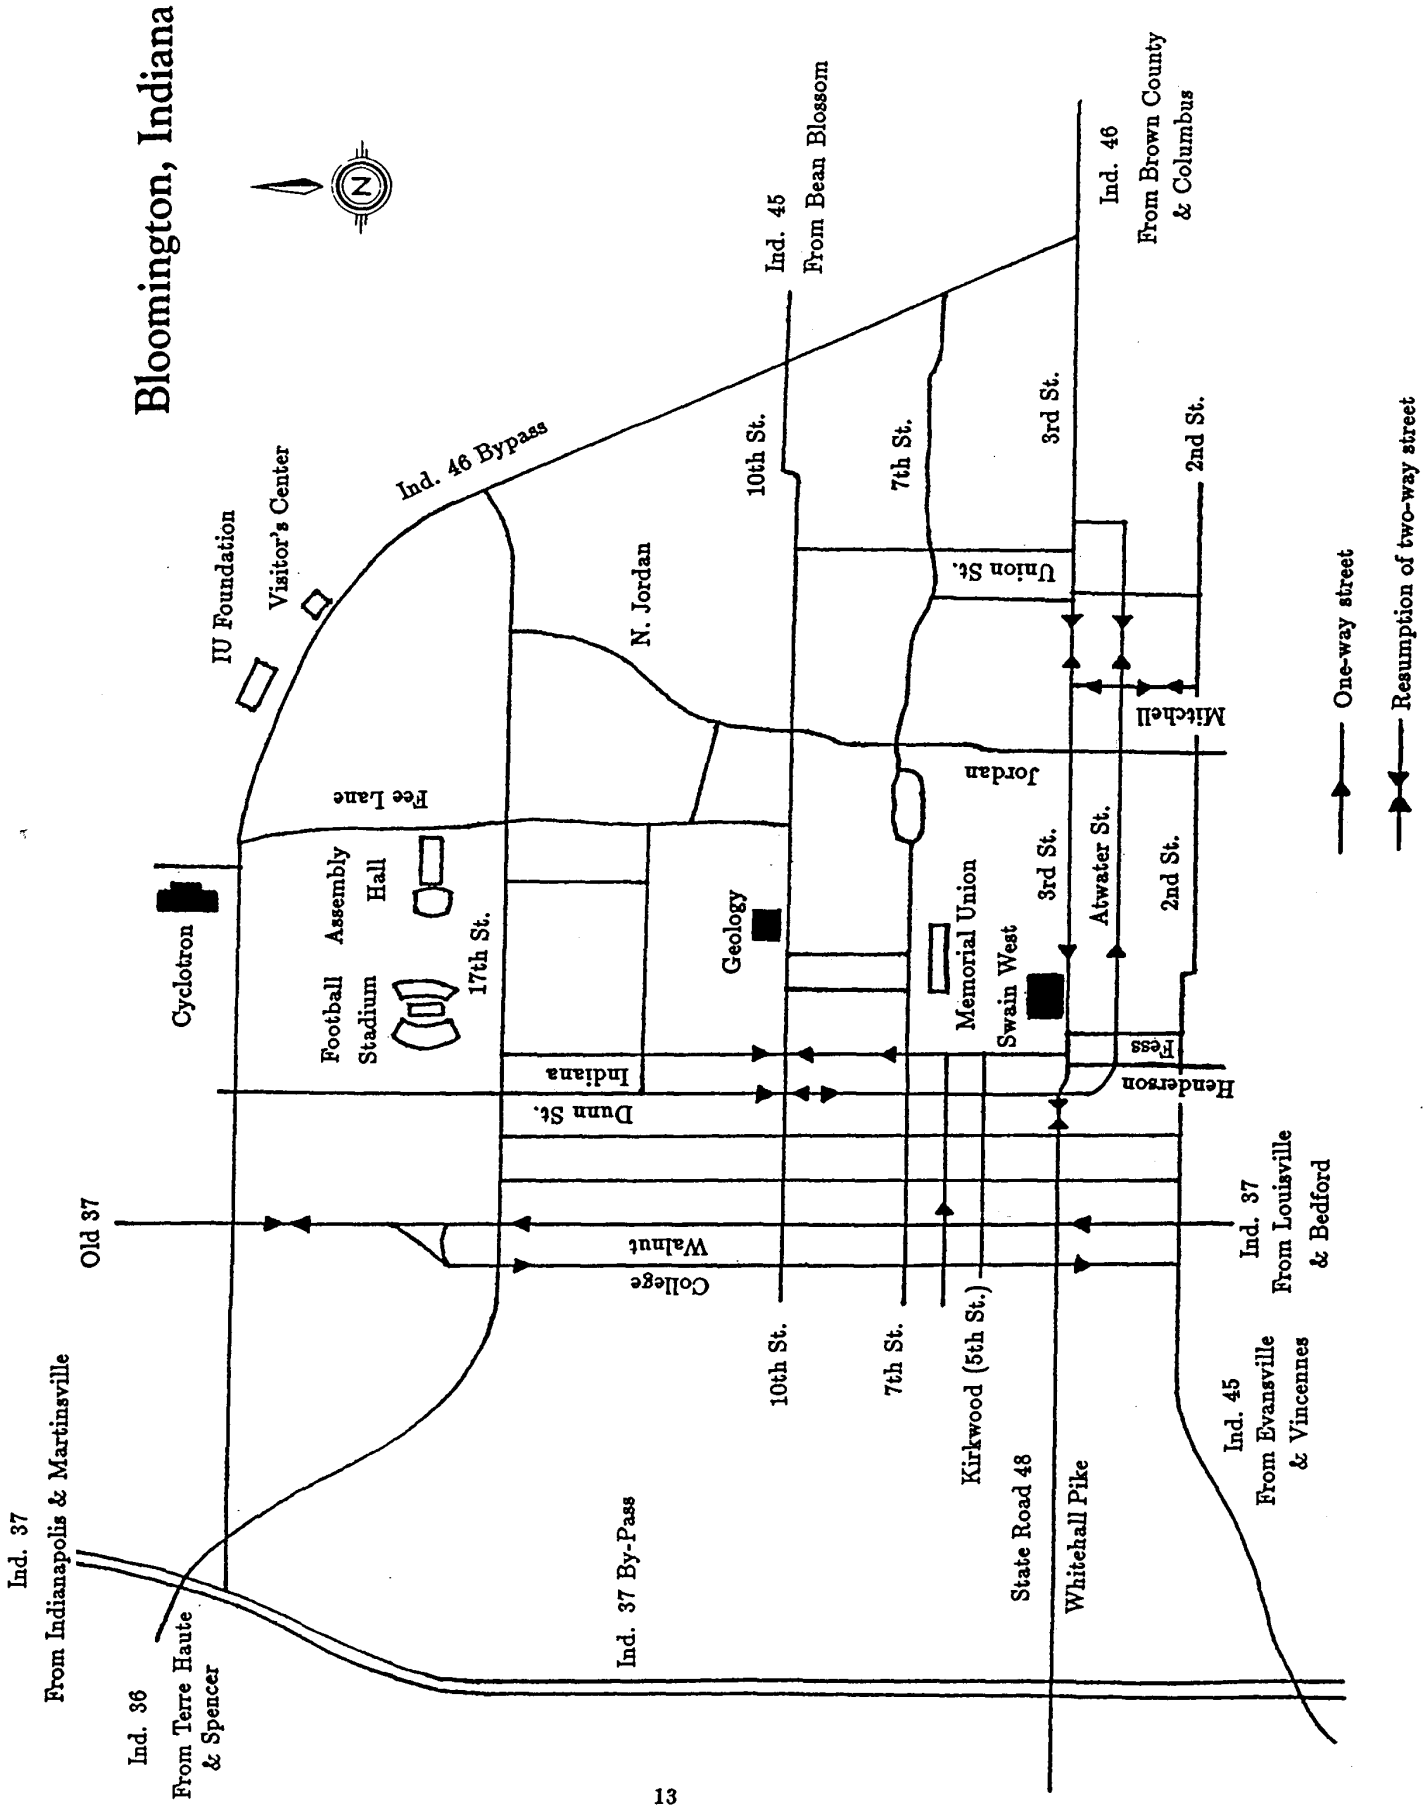 Bloomington, Indiana
N
Ind. 37
From Indianapolis & Martinsville
Old 37
Ind. 36
From Terre Haute
& Spencer
Cyclotron
IU Foundation
Visitor's Center
Ind. 46 Bypass
Football
Stadium
Assembly
Hall
Fee Lane
17th St.
N. Jordan
Indiana
Dunn St.
Walnut
College
Ind. 37 By-Pass
Geology
10th St.
10th St.
Ind. 45
From Bean Blossom
7th St.
7th St.
Kirkwood (5th St.)
Memorial Union
Swain West
Jordan
Union St.
3rd St.
3rd St.
Atwater St.
2nd St.
2nd St.
Mitchell
Fess
Henderson
State Road 48
Whitehall Pike
Ind. 46
From Brown County
& Columbus
Ind. 37
From Louisville
& Bedford
Ind. 45
From Evansville
& Vincennes
One-way street
Resumption of two-way street
13